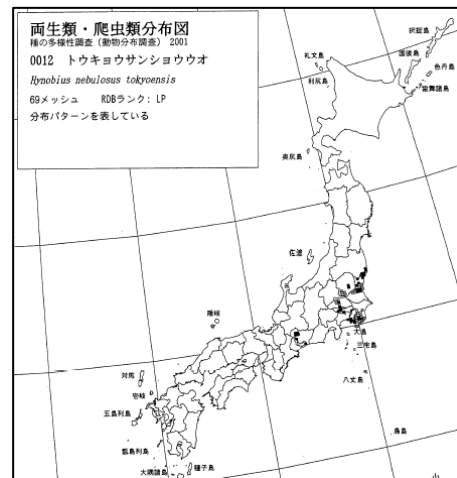 両生類・爬虫類分布図
種の多様性調査(動物分布調査) 2001
0012 トウキョウサンショウウオ
Hynobius nebulosus tokyoensis
69メッシュ RDBランク: LP
分布パターンを表している
択捉島
国後島
色丹島
歯舞諸島
礼文島
利尻島
奥尻島
佐渡
隠岐
大島
三宅島
八丈島
対馬
壱岐
五島列島
甑島列島
大隅諸島
種子島
鳥島